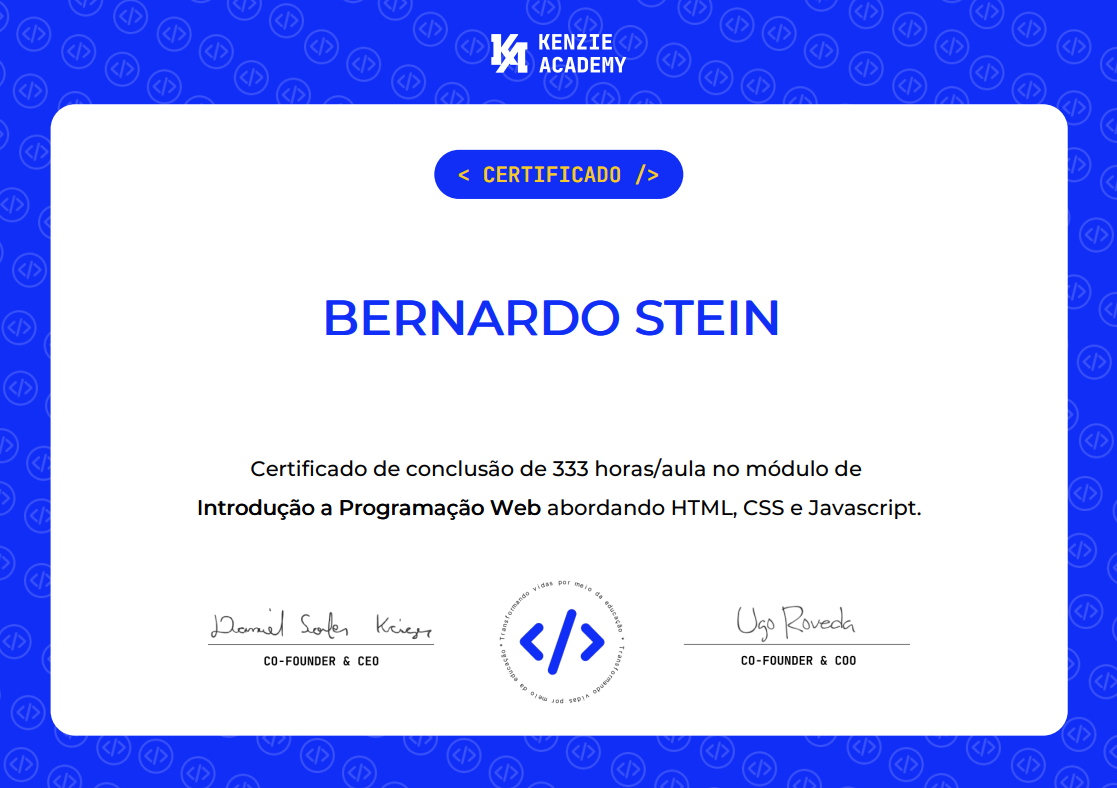 KENZIE
ACADEMY
< CERTIFICADO />
BERNARDO STEIN
Certificado de conclusão de 333 horas/aula no módulo de
Introdução a Programação Web abordando HTML, CSS e Javascript.
Daniel
Ugo Roveda
CO-FOUNDER & CEO
CO-FOUNDER & COO
Transformando vidas por meio da educação * Transformando vidas por meio da educação *